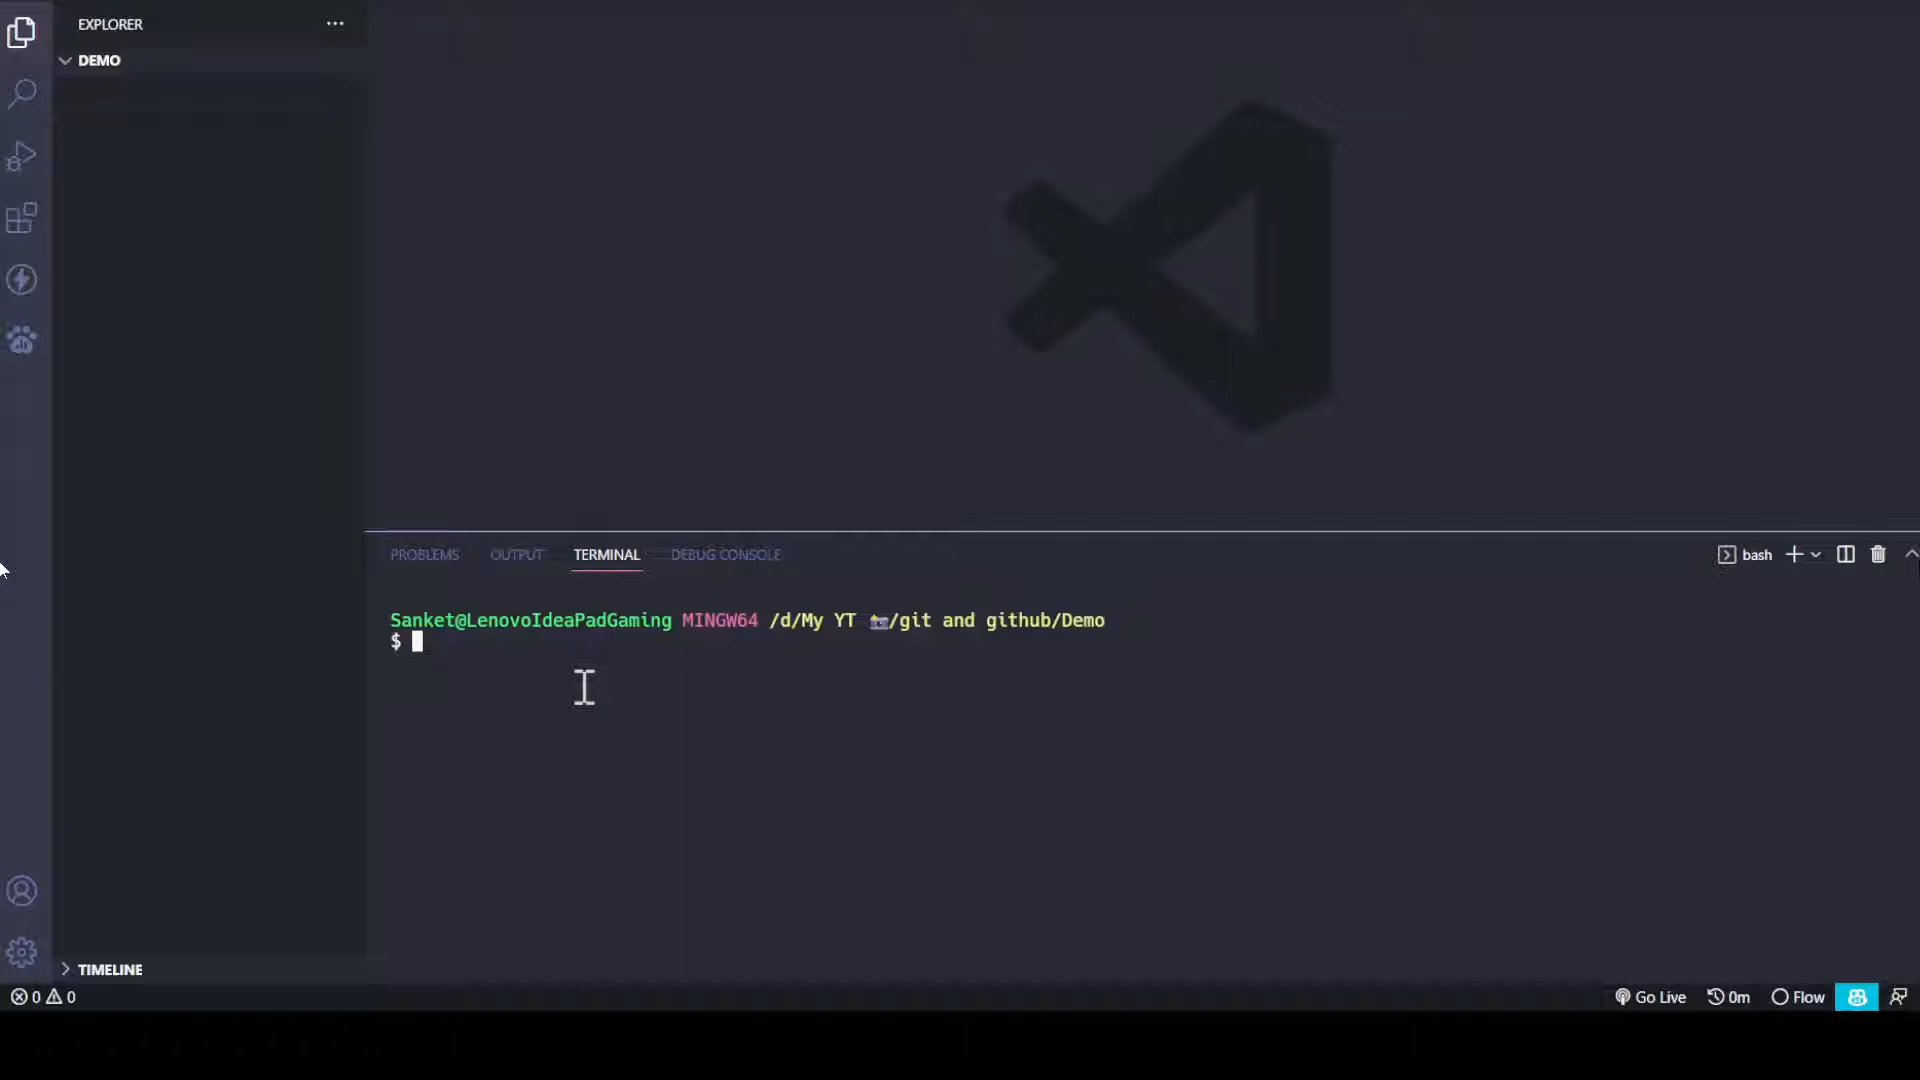 EXPLORER
DEMO
PROBLEMS OUTPUT TERMINAL DEBUG CONSOLE
bash
Sanket@LenovoIdeaPadGaming MINGW64 /d/My YT 📷/git and github/Demo
$
TIMELINE
0 0
Go Live 0m Flow